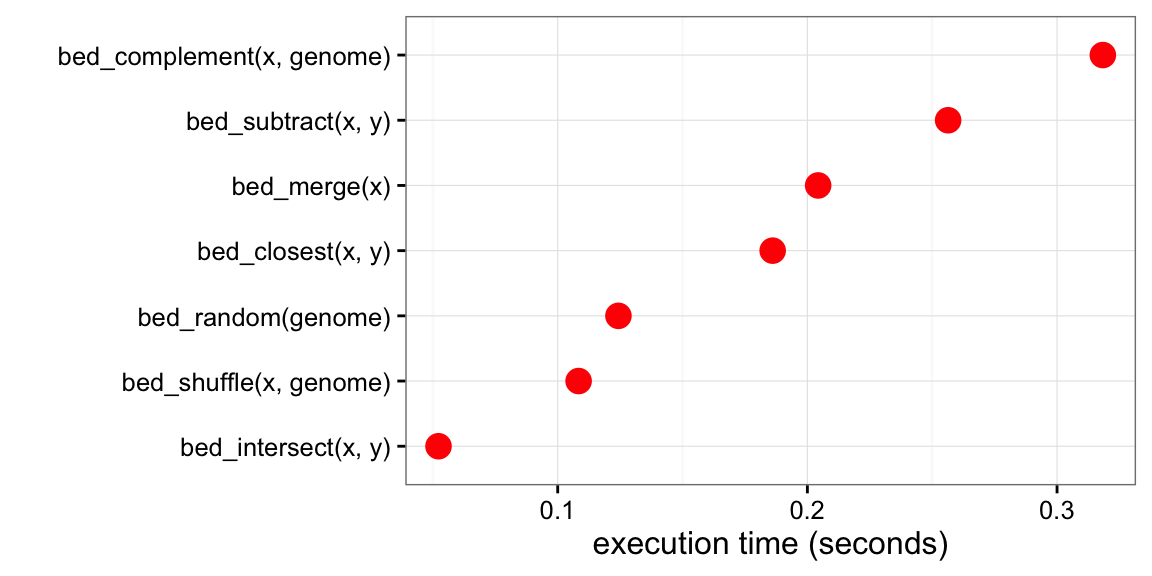 bed_complement(x, genome)
bed_subtract(x, y)
bed_merge(x)
bed_closest(x, y)
bed_random(genome)
bed_shuffle(x, genome)
bed_intersect(x, y)
0.1 0.2 0.3
execution time (seconds)